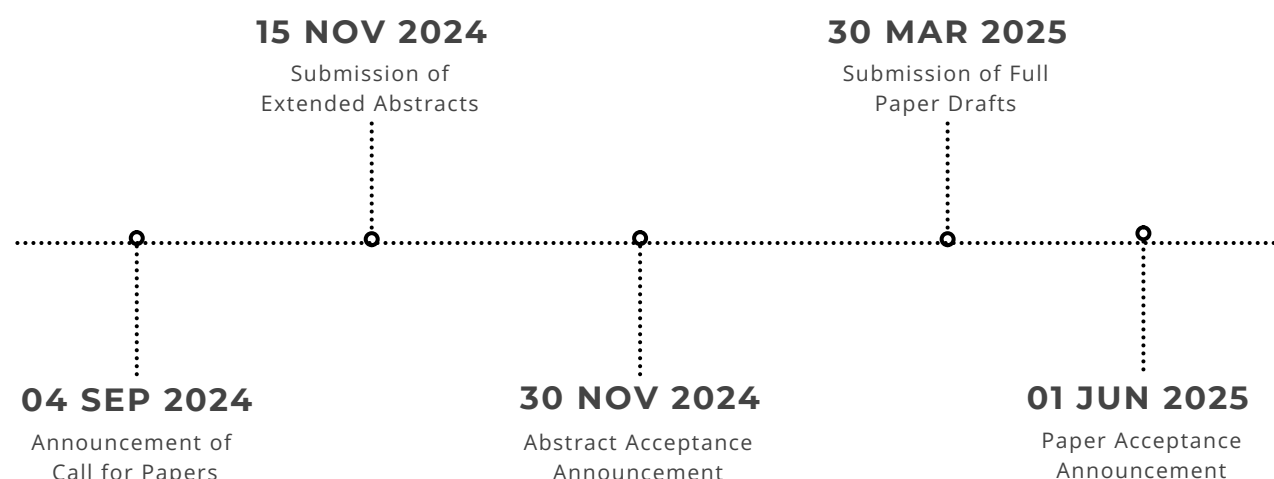 15 NOV 2024
Submission of
Extended Abstracts
30 MAR 2025
Submission of Full
Paper Drafts
04 SEP 2024
Announcement of
Call for Papers
30 NOV 2024
Abstract Acceptance
Announcement
01 JUN 2025
Paper Acceptance
Announcement